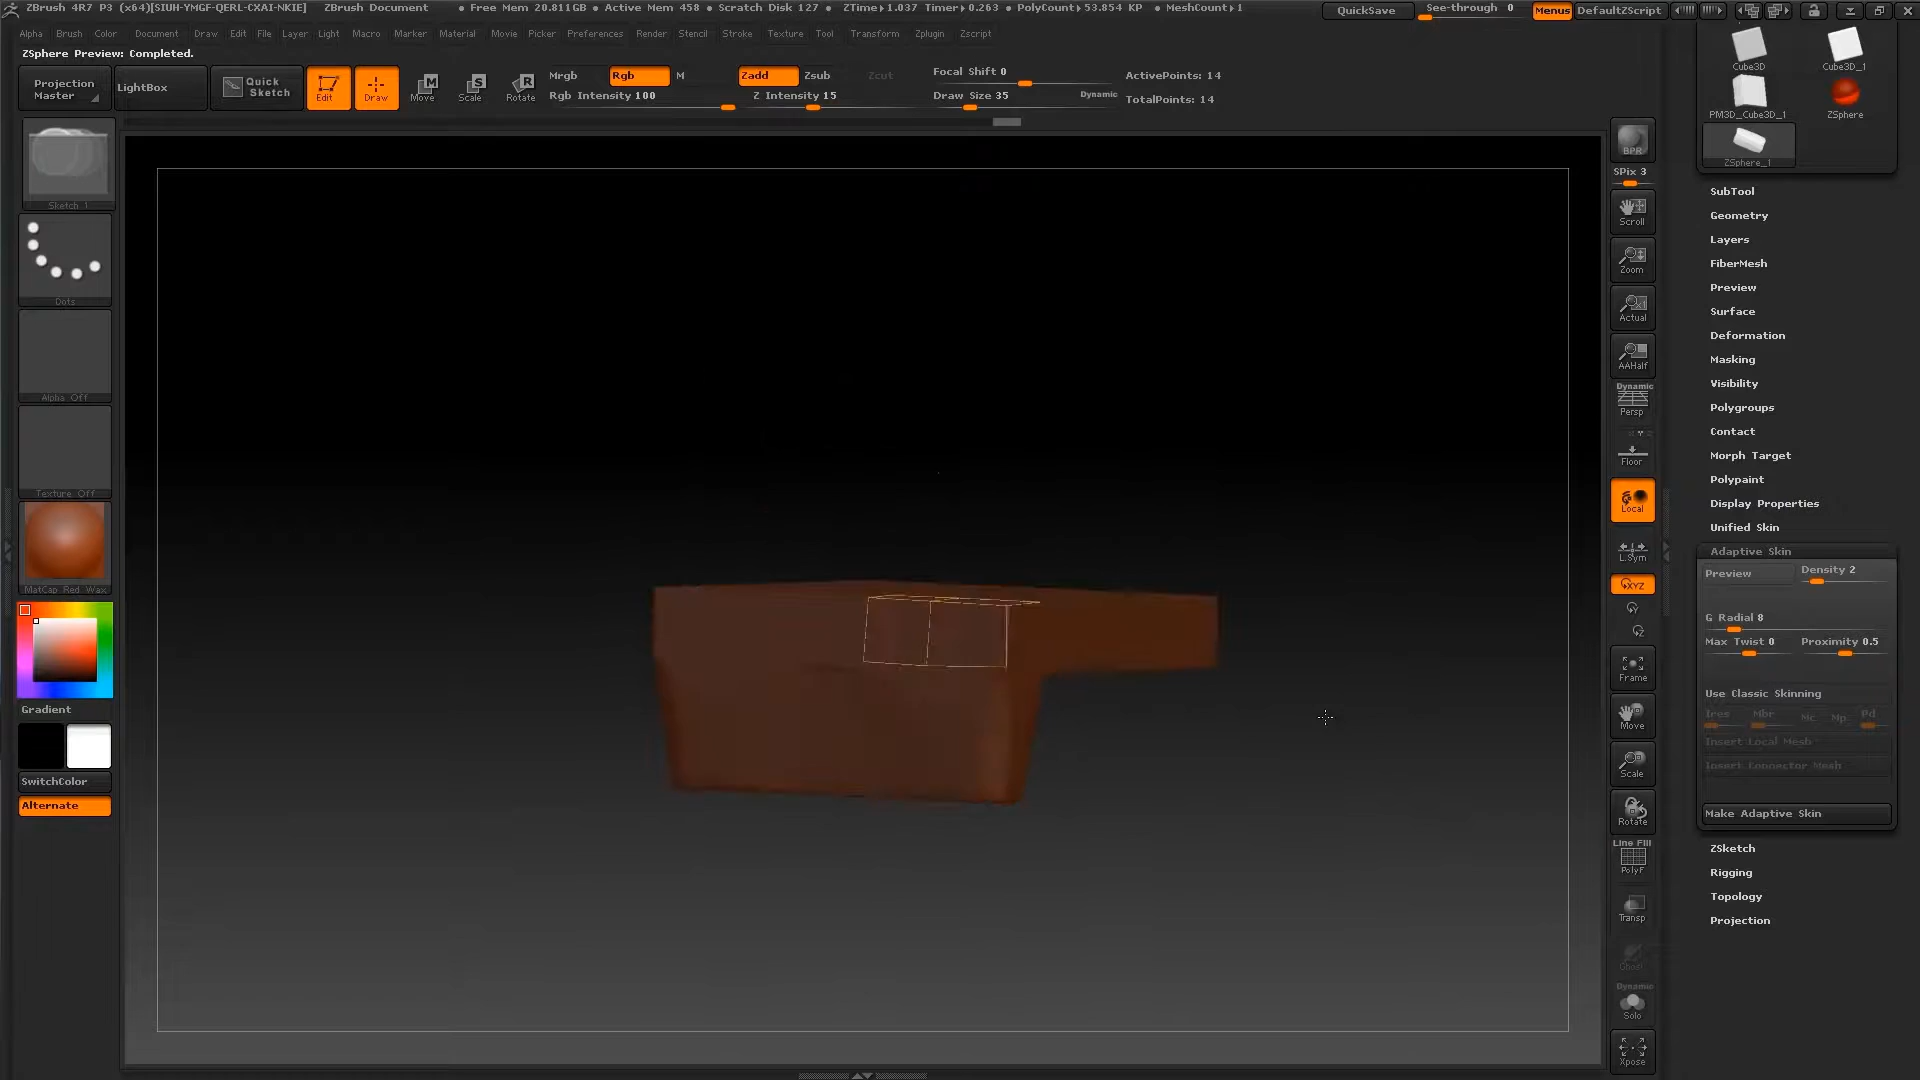 ZBrush 4R7 P3 (x64)[SIUH-YMGF-QERL-CXAI-NKIE] ZBrush Document • Free Mem 20.811GB • Active Mem 458 • Scratch Disk 127 • ZTime▸1.037 Timer▸0.263 • PolyCount▸53.854 KP • MeshCount▸1 QuickSave See-through 0 Menus DefaultZScript
Alpha Brush Color Document Draw Edit File Layer Light Macro Marker Material Movie Picker Preferences Render Stencil Stroke Texture Tool Transform Zplugin Zscript
ZSphere Preview: Completed.
Projection
Master
LightBox
Quick
Sketch
Edit
Draw
Move
Scale
Rotate
Mrgb Rgb M
Rgb Intensity 100
Zadd Zsub Zcut
Z Intensity 15
Focal Shift 0
Draw Size 35
Dynamic
ActivePoints: 14
TotalPoints: 14
Sketch 1
Dots
Alpha Off
Texture Off
MatCap Red Wax
Gradient
SwitchColor
Alternate
BPR
SPix 3
Scroll
Zoom
Actual
AAHalf
Dynamic
Persp
Floor
Local
L.Sym
XYZ
Frame
Move
Scale
Rotate
Line Fill
PolyF
Transp
Ghost
Dynamic
Solo
Xpose
Cube3D
Cube3D_1
PM3D_Cube3D_1
ZSphere
ZSphere_1
SubTool
Geometry
Layers
FiberMesh
Preview
Surface
Deformation
Masking
Visibility
Polygroups
Contact
Morph Target
Polypaint
Display Properties
Unified Skin
Adaptive Skin
Preview Density 2
G Radial 8
Max Twist 0 Proximity 0.5
Use Classic Skinning
Ires Mbr Mc Mp Pd
Insert Local Mesh
Insert Connector Mesh
Make Adaptive Skin
ZSketch
Rigging
Topology
Projection